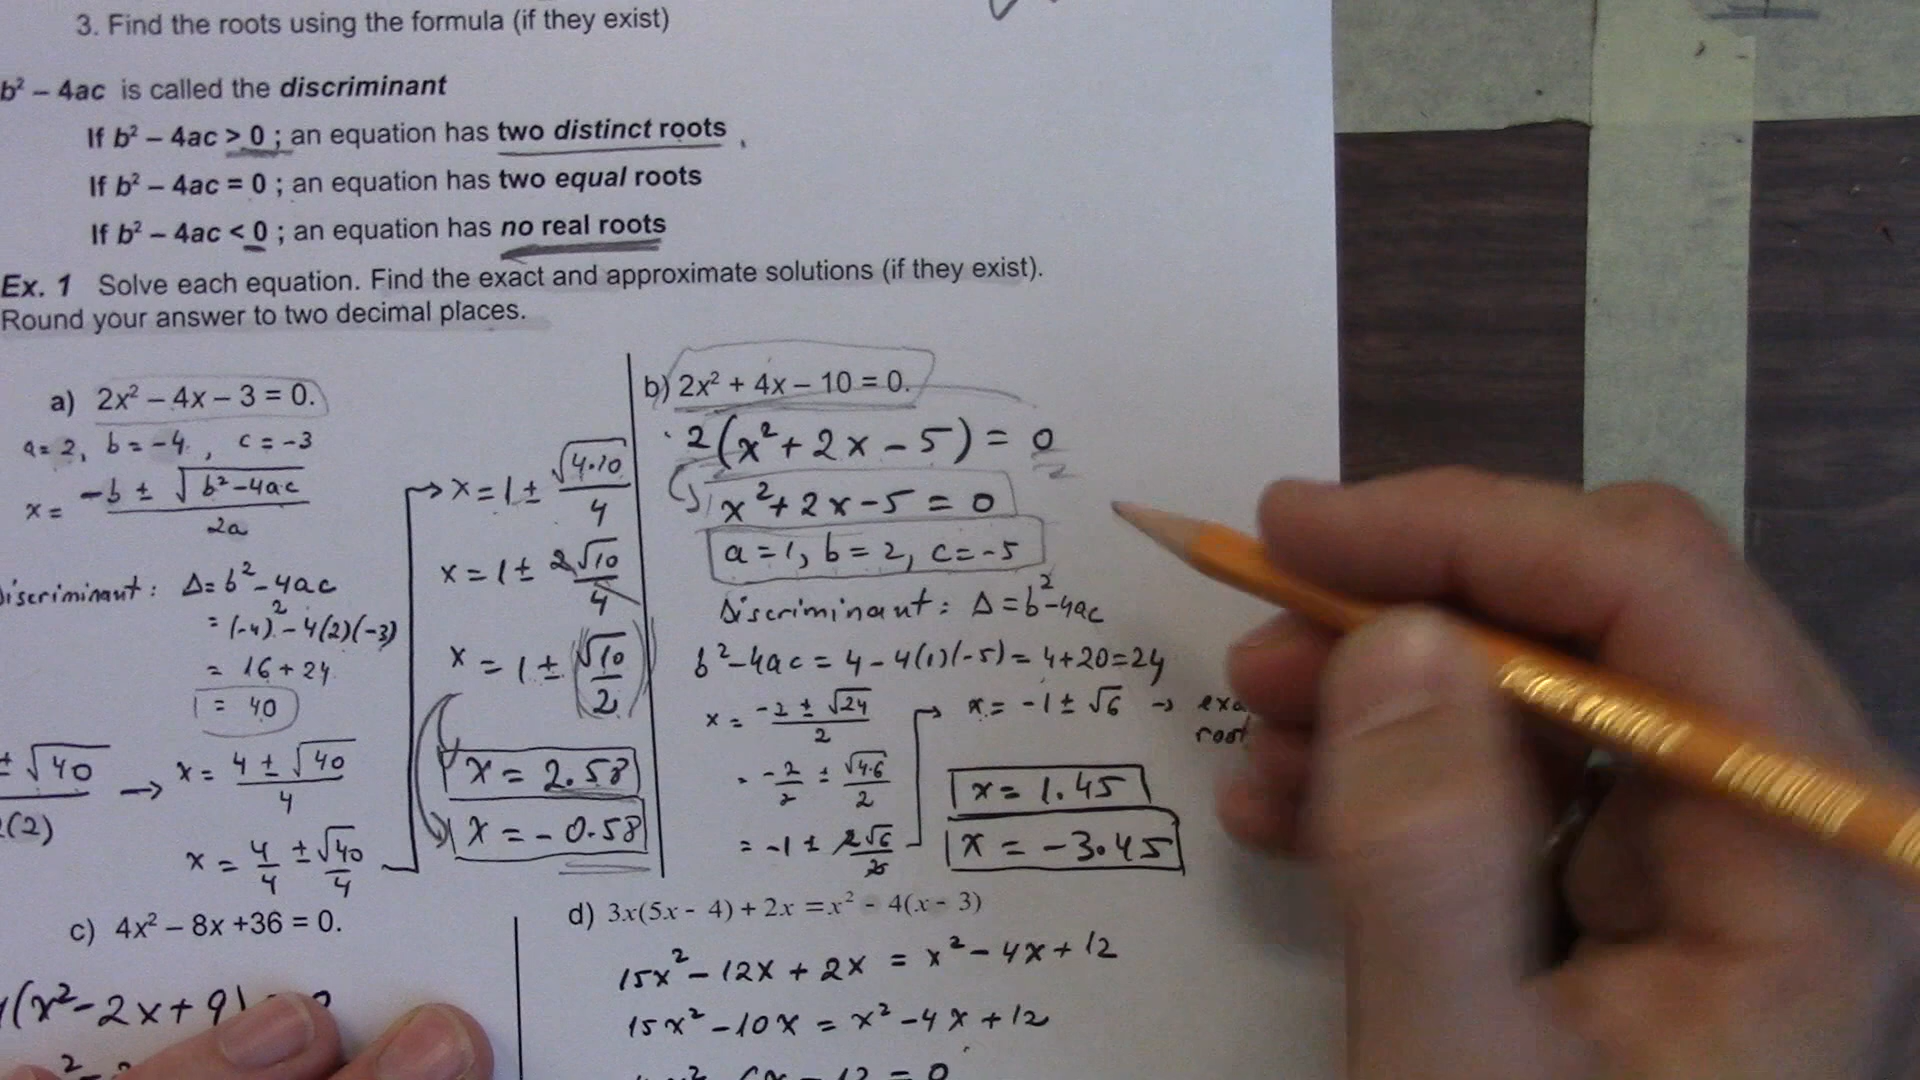 3. Find the roots using the formula (if they exist)
b² – 4ac is called the discriminant
If b² – 4ac > 0 ; an equation has two distinct roots
If b² – 4ac = 0 ; an equation has two equal roots
If b² – 4ac < 0 ; an equation has no real roots
Ex. 1 Solve each equation. Find the exact and approximate solutions (if they exist).
Round your answer to two decimal places.
a) 2x² – 4x – 3 = 0.
a = 2, b = -4, c = -3
x = (-b ± √(b²-4ac))/2a
Discriminant: Δ = b² - 4ac
= (-4)² - 4(2)(-3)
= 16 + 24
= 40
± √40
2(2)
→ x = (4 ± √40)/4
x = 4/4 ± √40/4
→ x = 1 ± √(4·10)/4
x = 1 ± 2√10/4
x = 1 ± √10/2
x = 2.58
x = -0.58
b) 2x² + 4x – 10 = 0.
2(x² + 2x - 5) = 0
x² + 2x - 5 = 0
a = 1, b = 2, c = -5
Discriminant: Δ = b² - 4ac
b² - 4ac = 4 - 4(1)(-5) = 4 + 20 = 24
x = (-2 ± √24)/2
= -2/2 ± √(4·6)/2
= -1 ± 2√6/2
→ x = -1 ± √6 →
root
x = 1.45
x = -3.45
c) 4x² – 8x +36 = 0.
(x² - 2x + 9)
d) 3x(5x - 4) + 2x = x² - 4(x - 3)
15x² - 12x + 2x = x² - 4x + 12
15x² - 10x = x² - 4x + 12
- 12 = 0